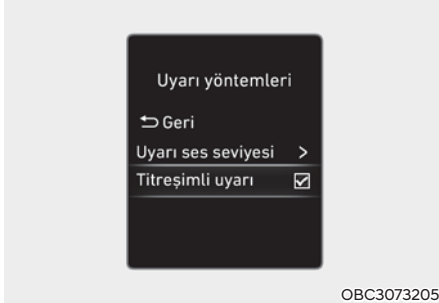 Uyarı yöntemleri
⮌ Geri
Uyarı ses seviyesi >
Titreşimli uyarı ☑
OBC3073205